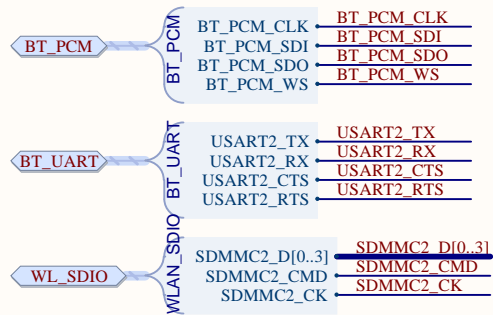 BT_PCM
BT_PCM
BT_PCM_CLK BT_PCM_CLK
BT_PCM_SDI BT_PCM_SDI
BT_PCM_SDO BT_PCM_SDO
BT_PCM_WS BT_PCM_WS
BT_UART
BT_UART
USART2_TX USART2_TX
USART2_RX USART2_RX
USART2_CTS USART2_CTS
USART2_RTS USART2_RTS
WL_SDIO
WLAN_SDIO
SDMMC2_D[0..3] SDMMC2_D[0..3]
SDMMC2_CMD SDMMC2_CMD
SDMMC2_CK SDMMC2_CK